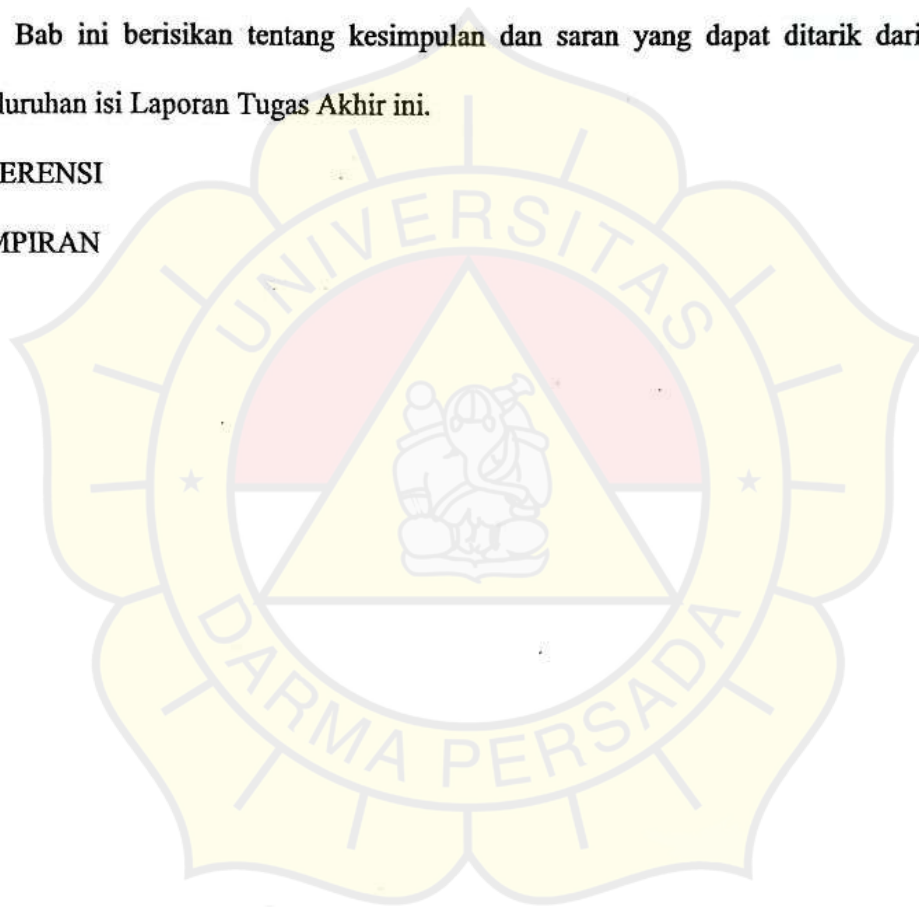 Bab ini berisikan tentang kesimpulan dan saran yang dapat ditarik dari
luruhan isi Laporan Tugas Akhir ini.
ERENSI
MPIRAN
UNIVERSITAS
DARMA PERSADA